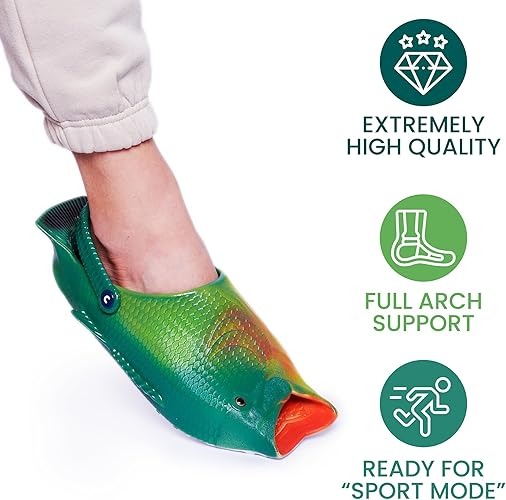 EXTREMELY
HIGH QUALITY
FULL ARCH
SUPPORT
READY FOR
“SPORT MODE”